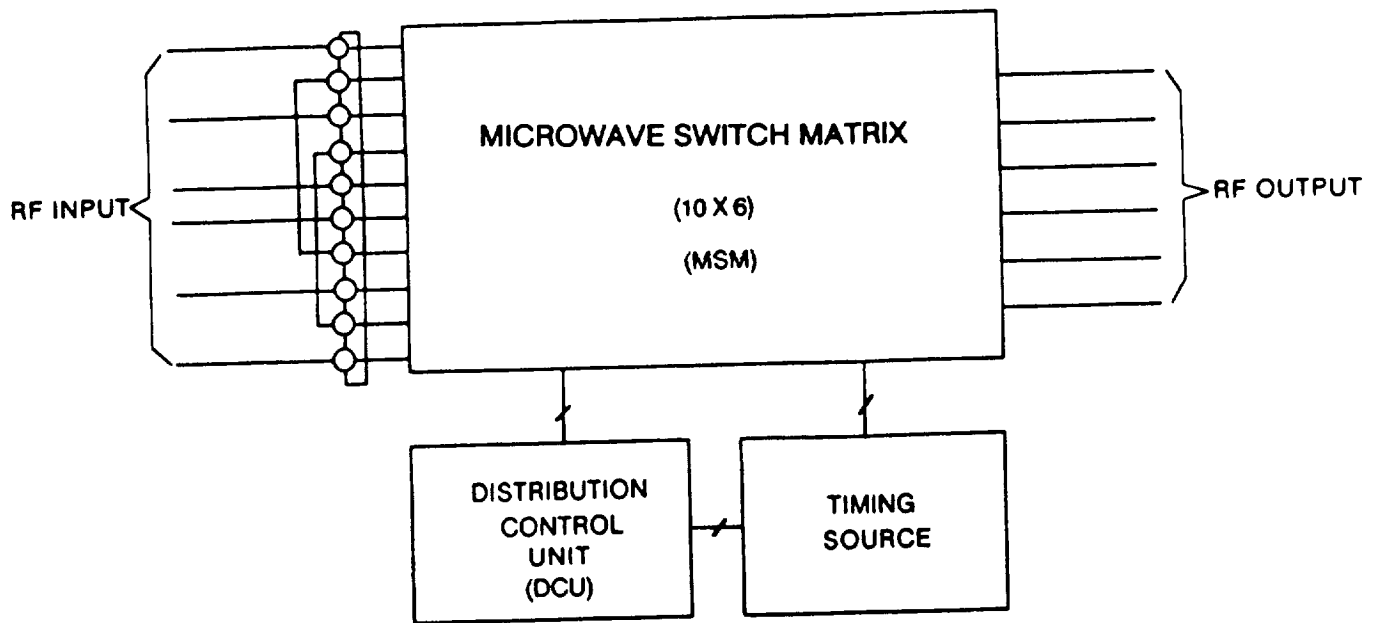 MICROWAVE SWITCH MATRIX
(10 X 6)
(MSM)
RF INPUT
RF OUTPUT
DISTRIBUTION
CONTROL
UNIT
(DCU)
TIMING
SOURCE